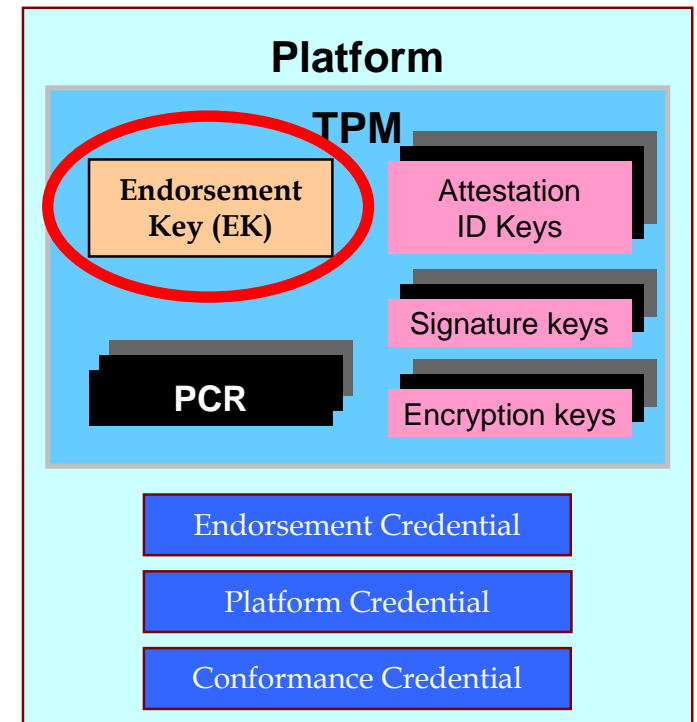 Platform
TPM
Endorsement
Key (EK)
Attestation
ID Keys
Signature keys
PCR
Encryption keys
Endorsement Credential
Platform Credential
Conformance Credential